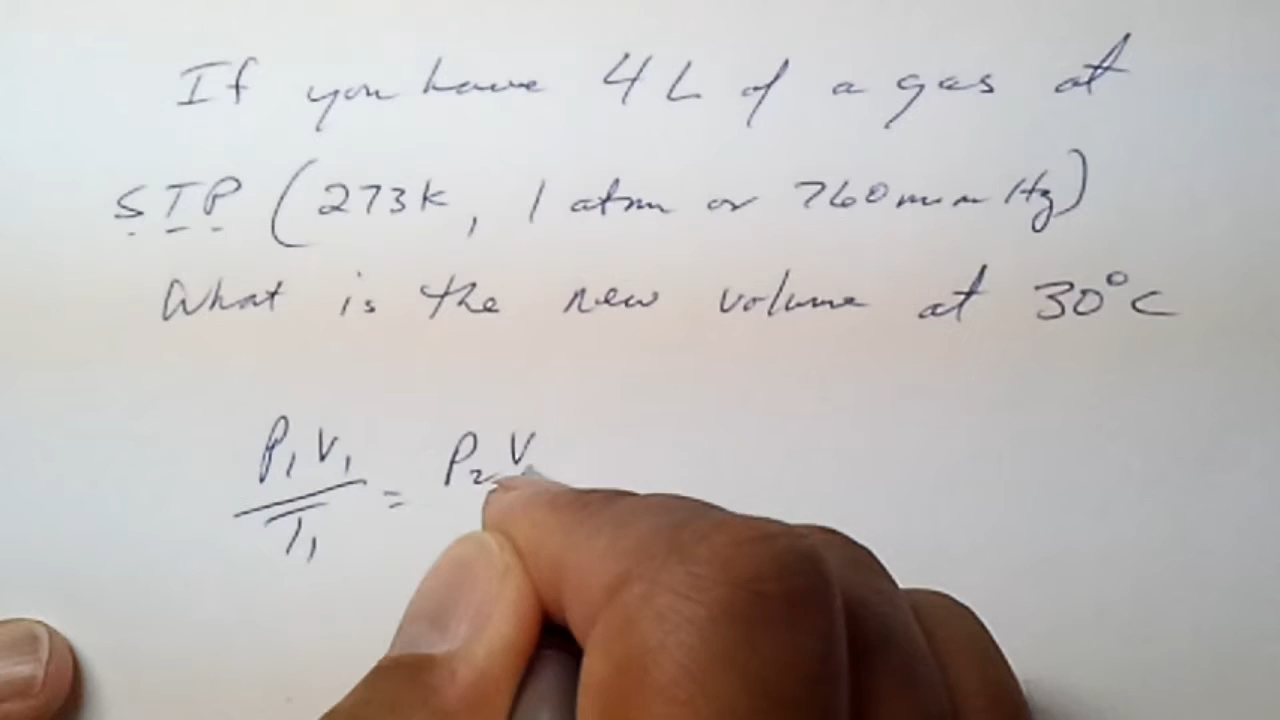 If you have 4 L of a gas at
STP (273K, 1 atm or 760 mm Hg)
What is the new volume at 30°C
P₁V₁/T₁ = P₂V